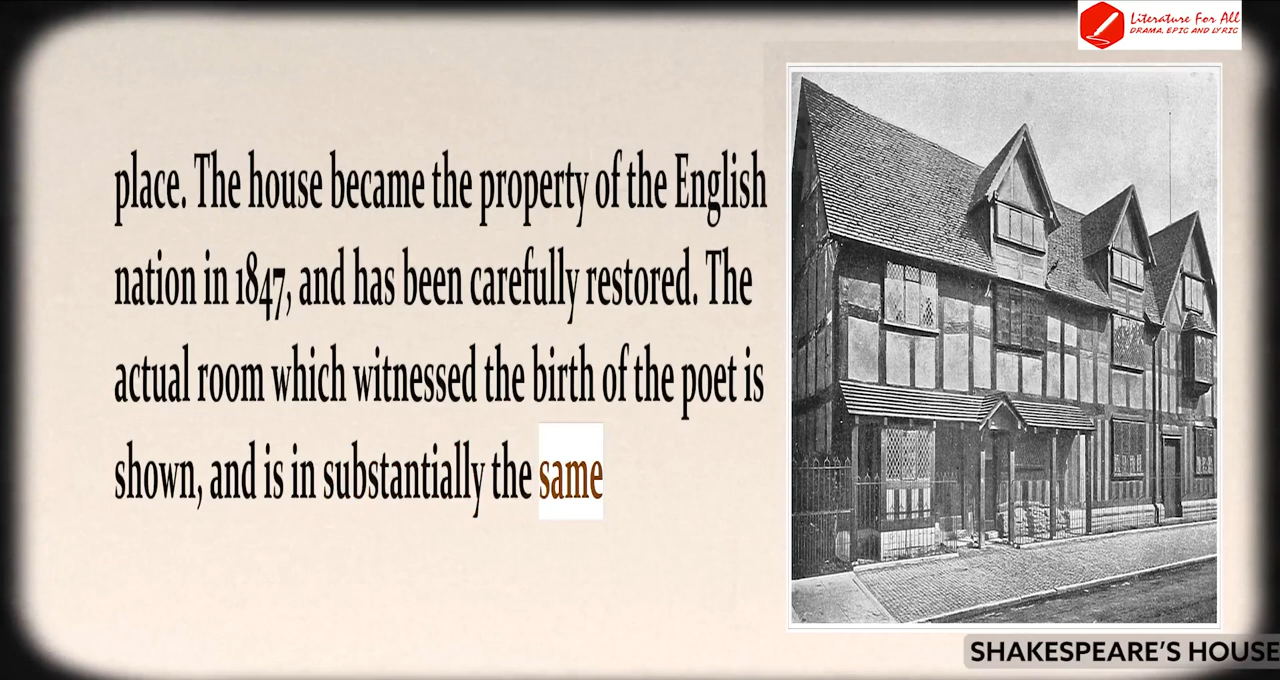 Literature For All
DRAMA, EPIC AND LYRIC
place. The house became the property of the English
nation in 1847, and has been carefully restored. The
actual room which witnessed the birth of the poet is
shown, and is in substantially the same
SHAKESPEARE'S HOUSE